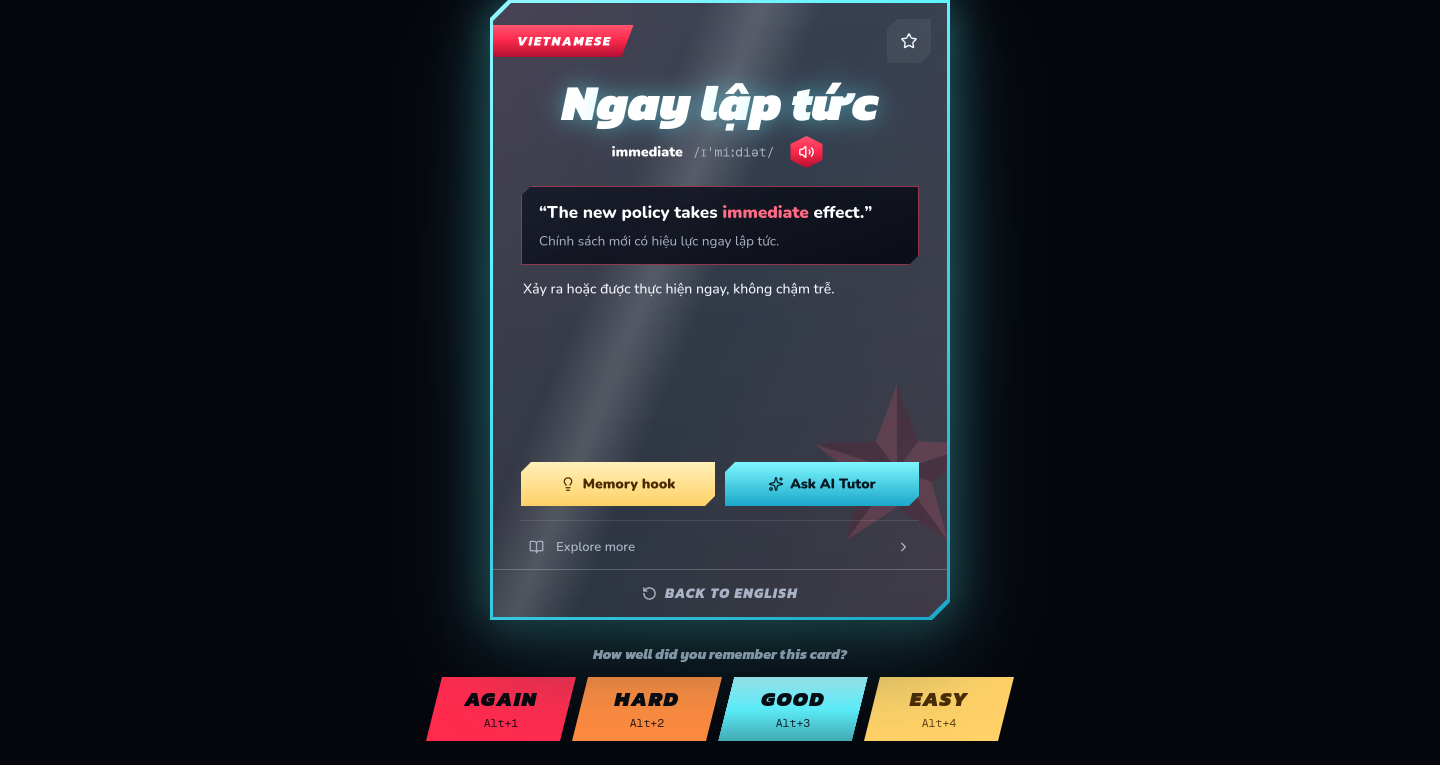 VIETNAMESE
Ngay lập tức
immediate /ɪˈmiːdiət/
“The new policy takes immediate effect.”
Chính sách mới có hiệu lực ngay lập tức.
Xảy ra hoặc được thực hiện ngay, không chậm trễ.
Memory hook
Ask AI Tutor
Explore more
BACK TO ENGLISH
How well did you remember this card?
AGAIN
Alt+1
HARD
Alt+2
GOOD
Alt+3
EASY
Alt+4